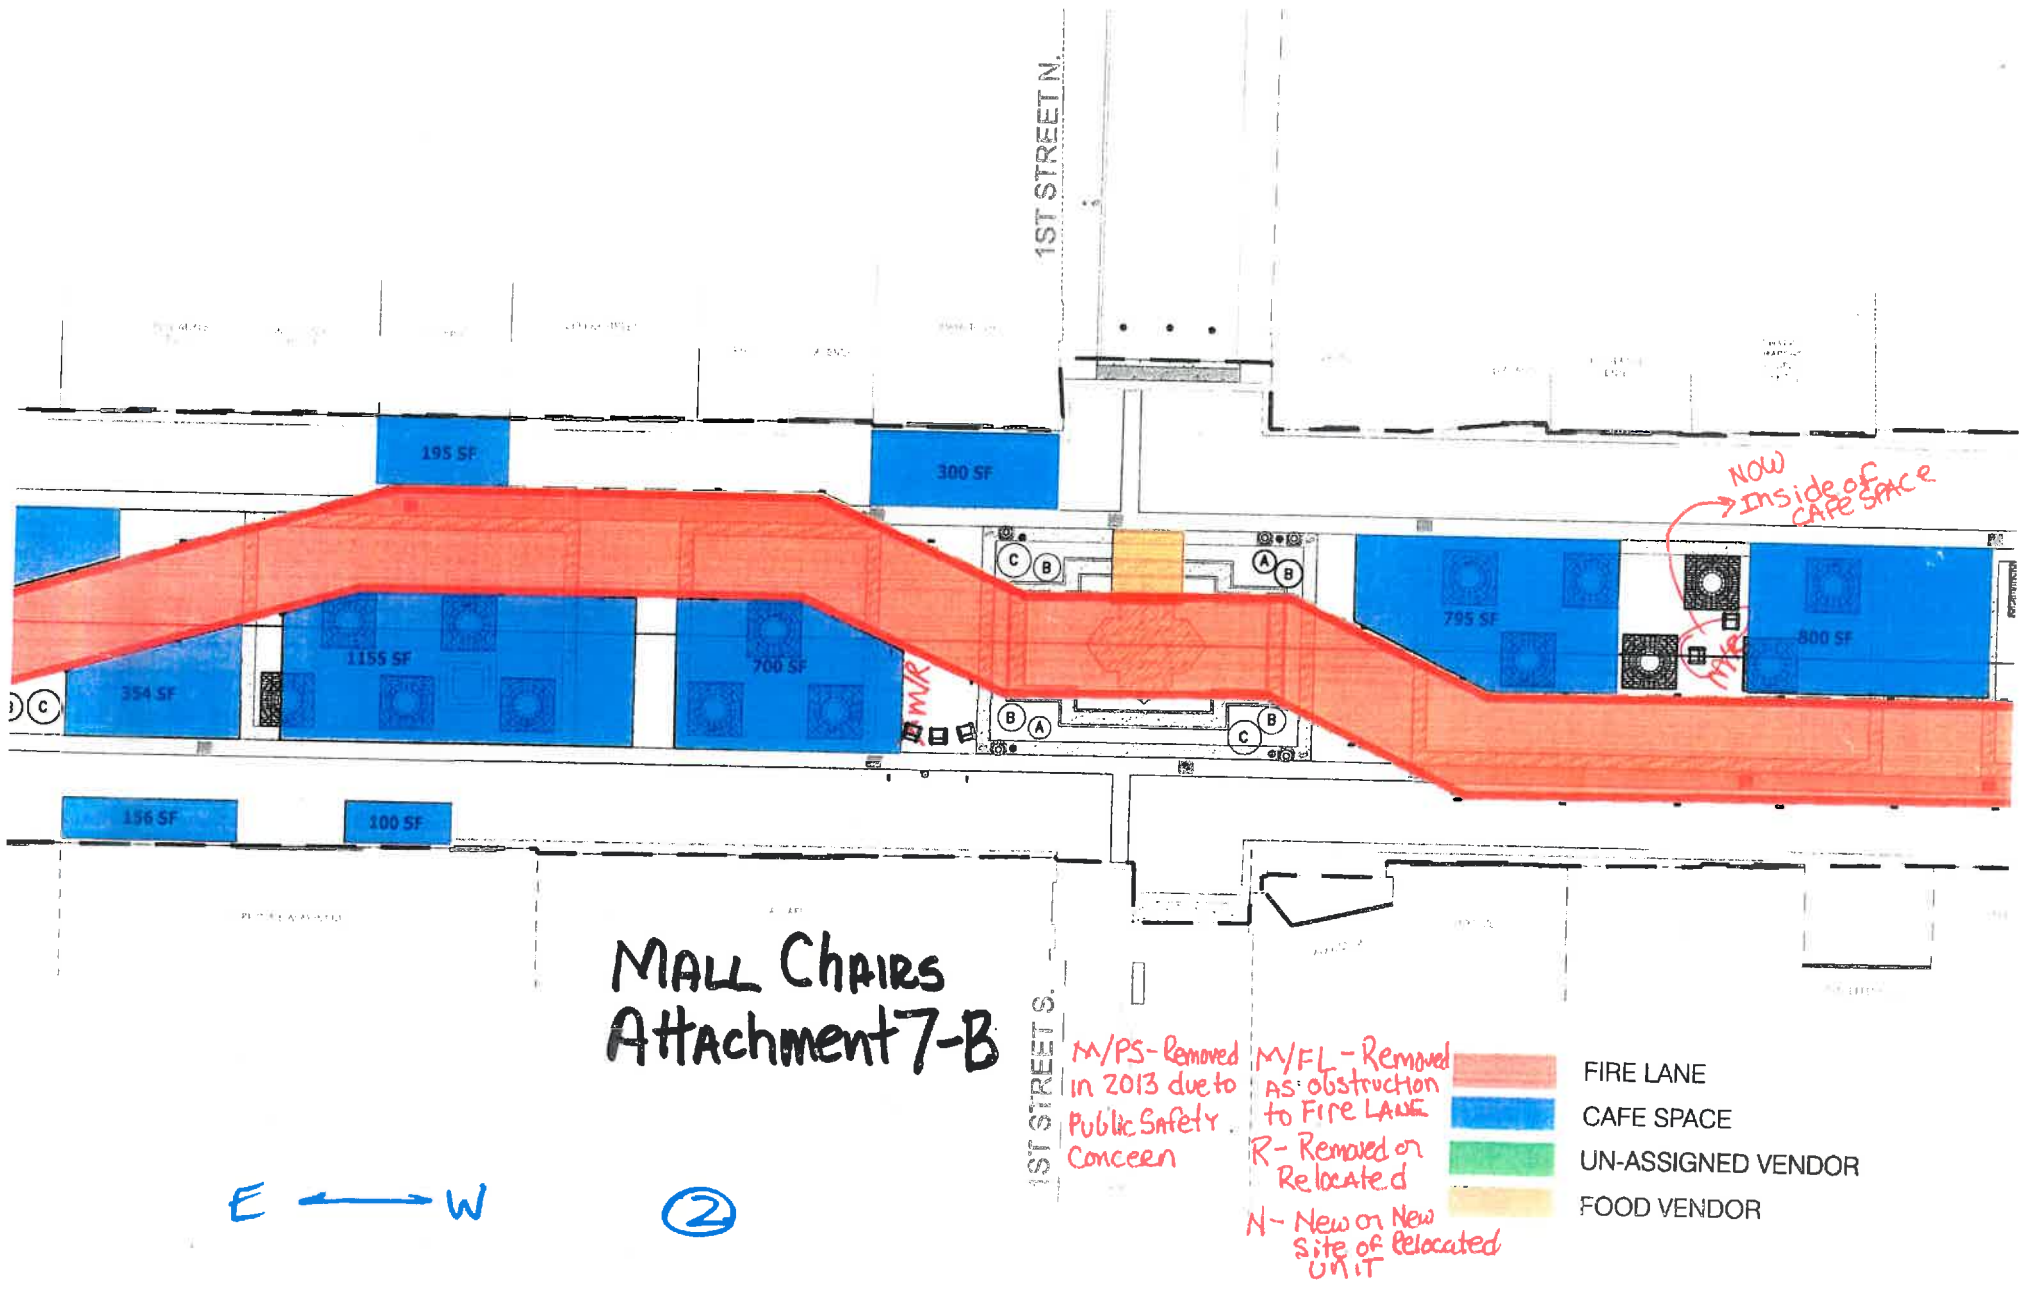 1ST STREET N.
195 SF
300 SF
NOW
Inside of
CAFe SPACE
C
B
A
B
1155 SF
700 SF
795 SF
800 SF
354 SF
C
M/R
B
A
B
C
156 SF
100 SF
MALL ChAIRS
AttAchment 7-B
1ST STREET S.
M/PS-Removed
in 2013 due to
Public SAfety
Concern
M/FL-Removed
AS obstruction
to Fire LANE
R- Removed or
Relocated
N- New or New
Site of Relocated
UNIT
FIRE LANE
CAFE SPACE
UN-ASSIGNED VENDOR
FOOD VENDOR
E W
2